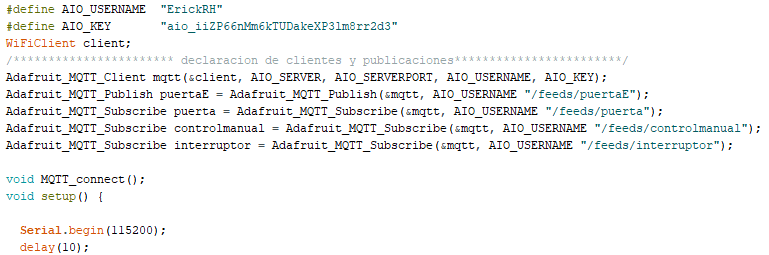 #define AIO_USERNAME  "ErickRH"
#define AIO_KEY       "aio_iiZP66nMm6kTUDakeXP3lm8rr2d3"
WiFiClient client;
/*********************** declaracion de clientes y publicaciones************************/
Adafruit_MQTT_Client mqtt(&client, AIO_SERVER, AIO_SERVERPORT, AIO_USERNAME, AIO_KEY);
Adafruit_MQTT_Publish puertaE = Adafruit_MQTT_Publish(&mqtt, AIO_USERNAME "/feeds/puertaE");
Adafruit_MQTT_Subscribe puerta = Adafruit_MQTT_Subscribe(&mqtt, AIO_USERNAME "/feeds/puerta");
Adafruit_MQTT_Subscribe controlmanual = Adafruit_MQTT_Subscribe(&mqtt, AIO_USERNAME "/feeds/controlmanual");
Adafruit_MQTT_Subscribe interruptor = Adafruit_MQTT_Subscribe(&mqtt, AIO_USERNAME "/feeds/interruptor");
void MQTT_connect();
void setup() {
Serial.begin(115200);
delay(10);